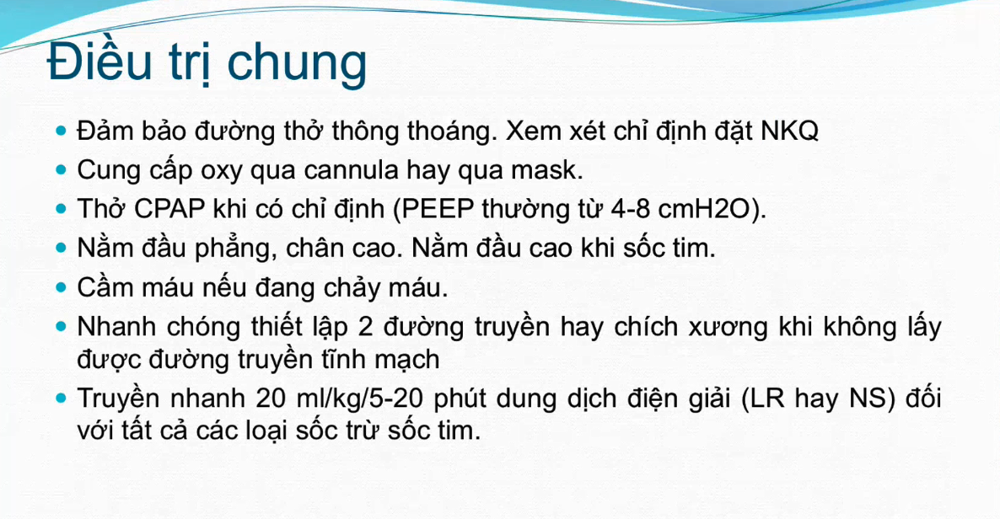 Điều trị chung
• Đảm bảo đường thở thông thoáng. Xem xét chỉ định đặt NKQ
• Cung cấp oxy qua cannula hay qua mask.
• Thở CPAP khi có chỉ định (PEEP thường từ 4-8 cmH2O).
• Nằm đầu phẳng, chân cao. Nằm đầu cao khi sốc tim.
• Cầm máu nếu đang chảy máu.
• Nhanh chóng thiết lập 2 đường truyền hay chích xương khi không lấy
được đường truyền tĩnh mạch
• Truyền nhanh 20 ml/kg/5-20 phút dung dịch điện giải (LR hay NS) đối
với tất cả các loại sốc trừ sốc tim.